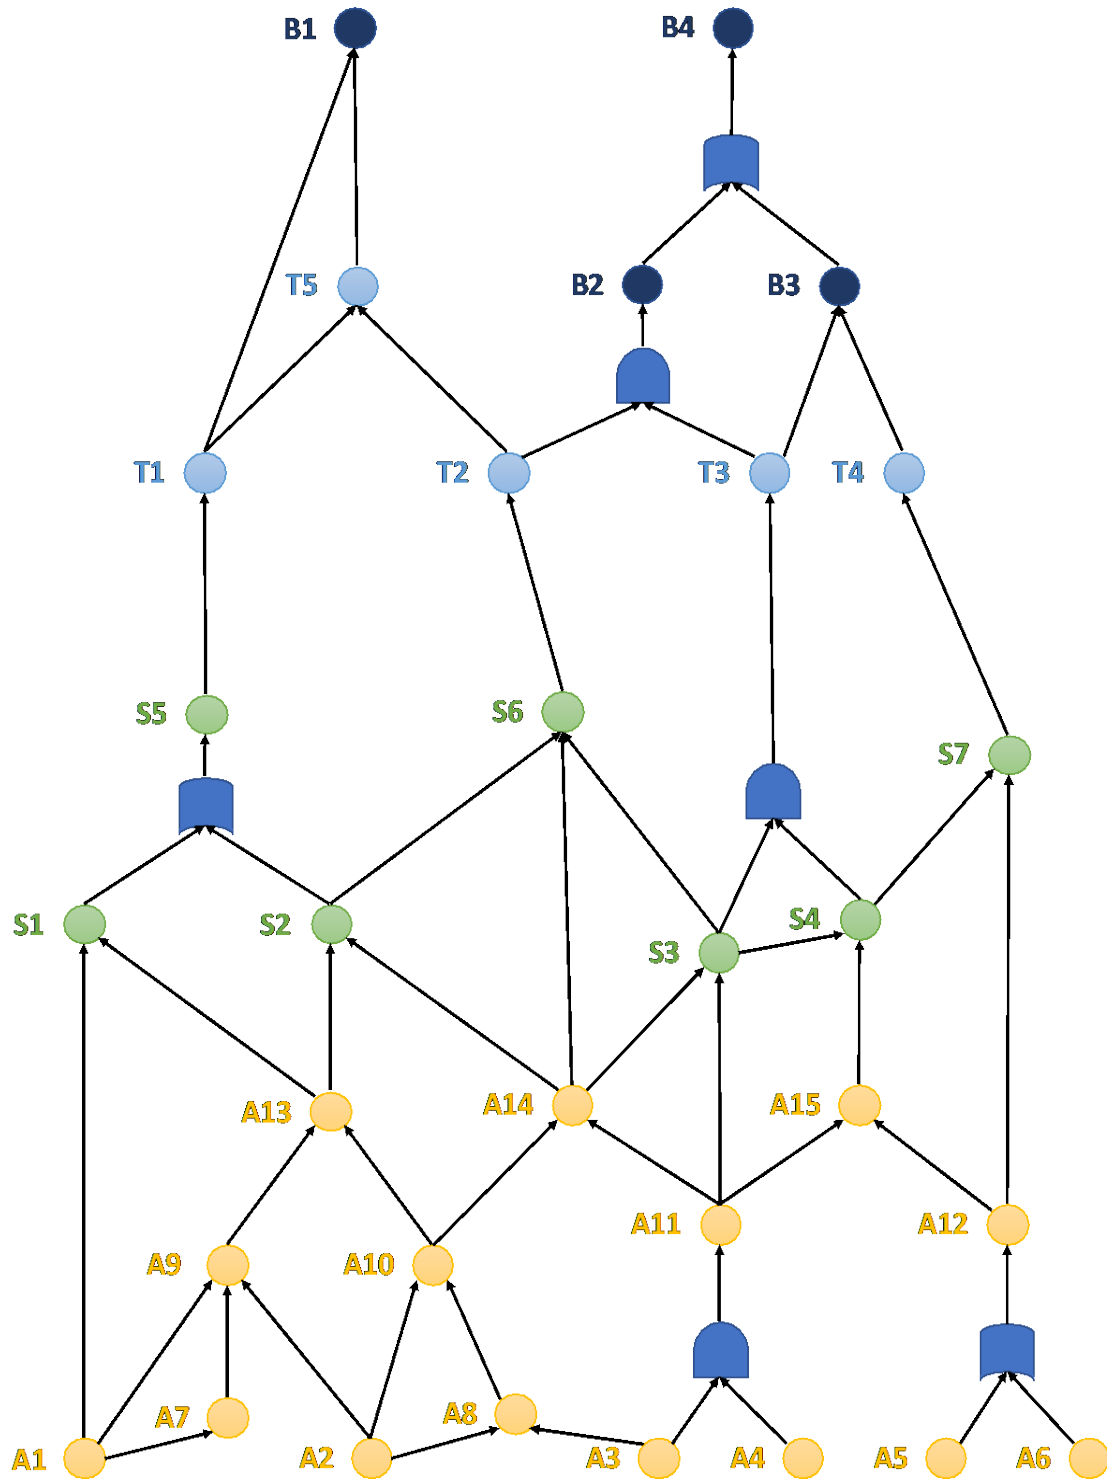 B1 B4
T5 B2 B3
T1 T2 T3 T4
S5 S6
S7
S1 S2 S4
S3
A13 A14 A15
A11 A12
A9 A10
A7 A8
A1 A2 A3 A4 A5 A6